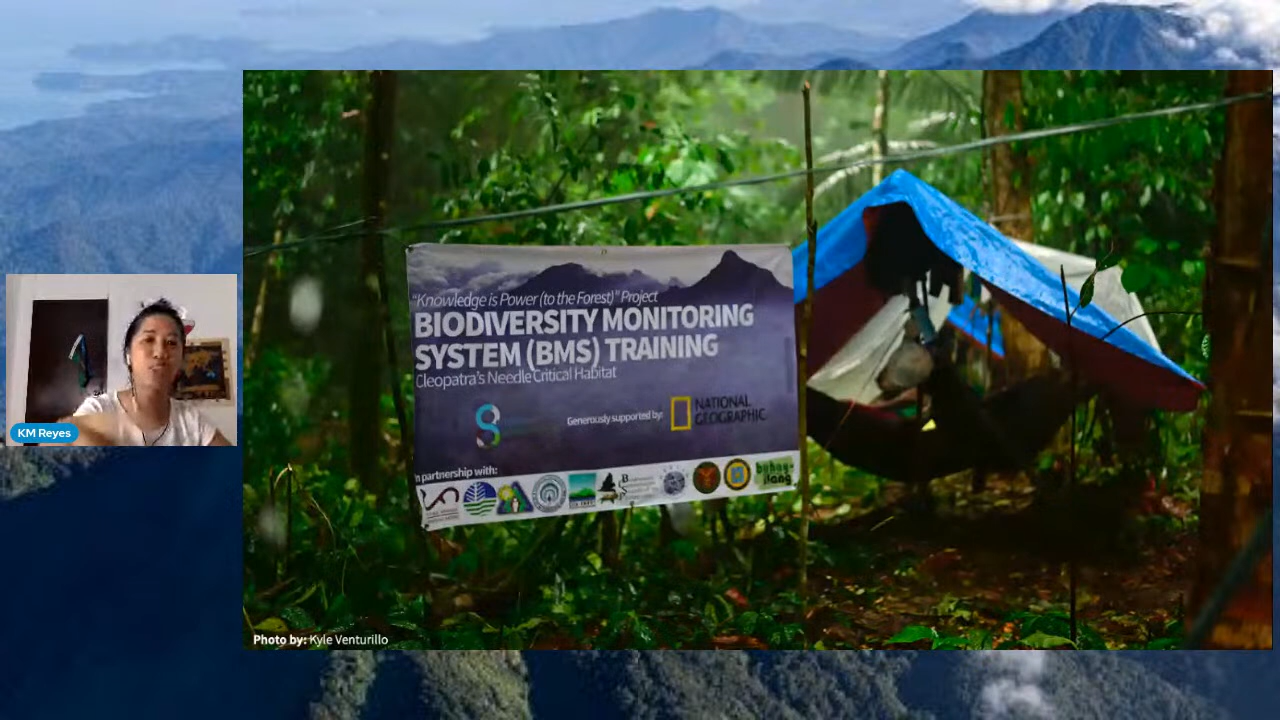 "Knowledge is Power (to the Forest)" Project
BIODIVERSITY MONITORING
SYSTEM (BMS) TRAINING
Cleopatra's Needle Critical Habitat
Generously supported by:
NATIONAL
GEOGRAPHIC
n partnership with:
KM Reyes
Photo by: Kyle Venturillo